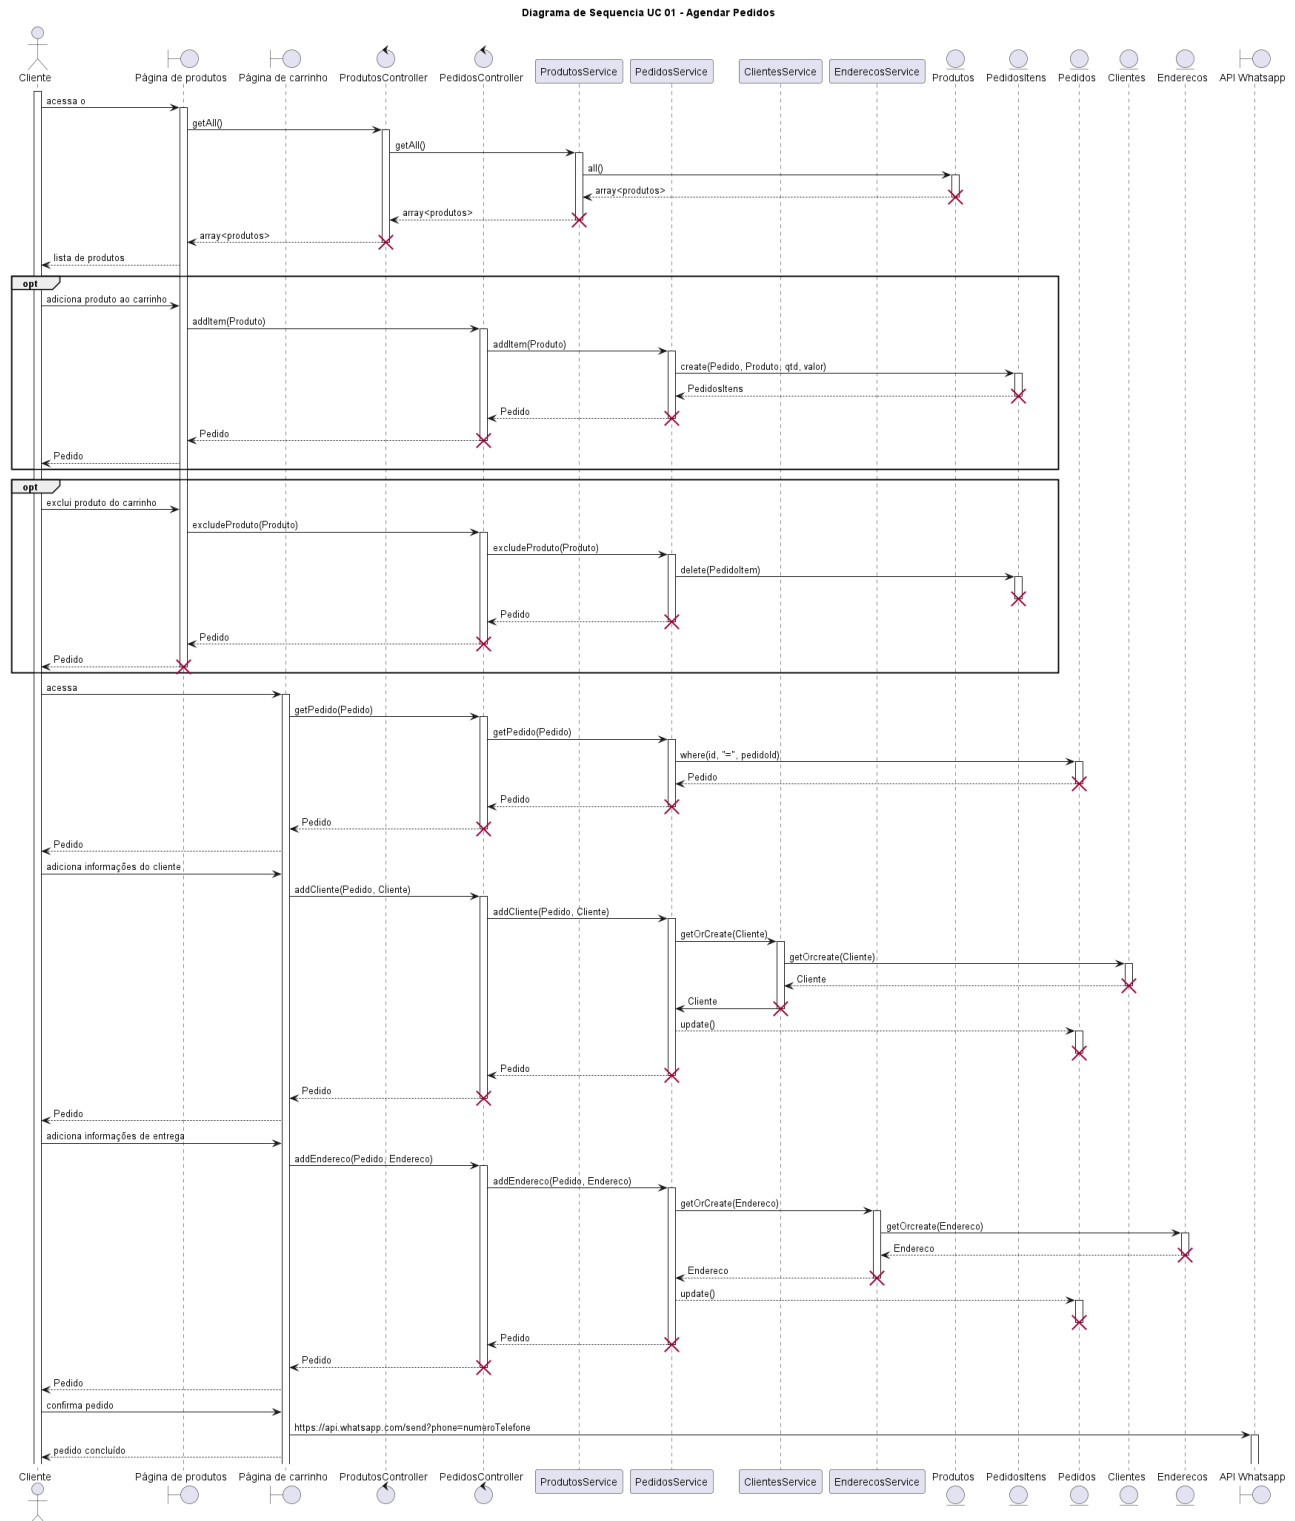 Diagrama de Sequencia UC 01 - Agendar Pedidos
Cliente
Página de produtos
Página de carrinho
ProdutosController
PedidosController
ProdutosService
PedidosService
ClientesService
EnderecosService
Produtos
PedidosItens
Pedidos
Clientes
Enderecos
API Whatsapp
acessa o
getAll()
getAll()
all()
array<produtos>
array<produtos>
array<produtos>
lista de produtos
opt
adiciona produto ao carrinho
addItem(Produto)
addItem(Produto)
create(Pedido, Produto, qtd, valor)
PedidosItens
Pedido
Pedido
Pedido
opt
exclui produto do carrinho
excludeProduto(Produto)
excludeProduto(Produto)
delete(PedidoItem)
Pedido
Pedido
Pedido
acessa
getPedido(Pedido)
getPedido(Pedido)
where(id, "=", pedidoId)
Pedido
Pedido
Pedido
Pedido
adiciona informações do cliente
addCliente(Pedido, Cliente)
addCliente(Pedido, Cliente)
getOrCreate(Cliente)
getOrcreate(Cliente)
Cliente
Cliente
update()
Pedido
Pedido
Pedido
adiciona informações de entrega
addEndereco(Pedido, Endereco)
addEndereco(Pedido, Endereco)
getOrCreate(Endereco)
getOrcreate(Endereco)
Endereco
Endereco
update()
Pedido
Pedido
Pedido
confirma pedido
https://api.whatsapp.com/send?phone=numeroTelefone
pedido concluído
Cliente
Página de produtos
Página de carrinho
ProdutosController
PedidosController
ProdutosService
PedidosService
ClientesService
EnderecosService
Produtos
PedidosItens
Pedidos
Clientes
Enderecos
API Whatsapp